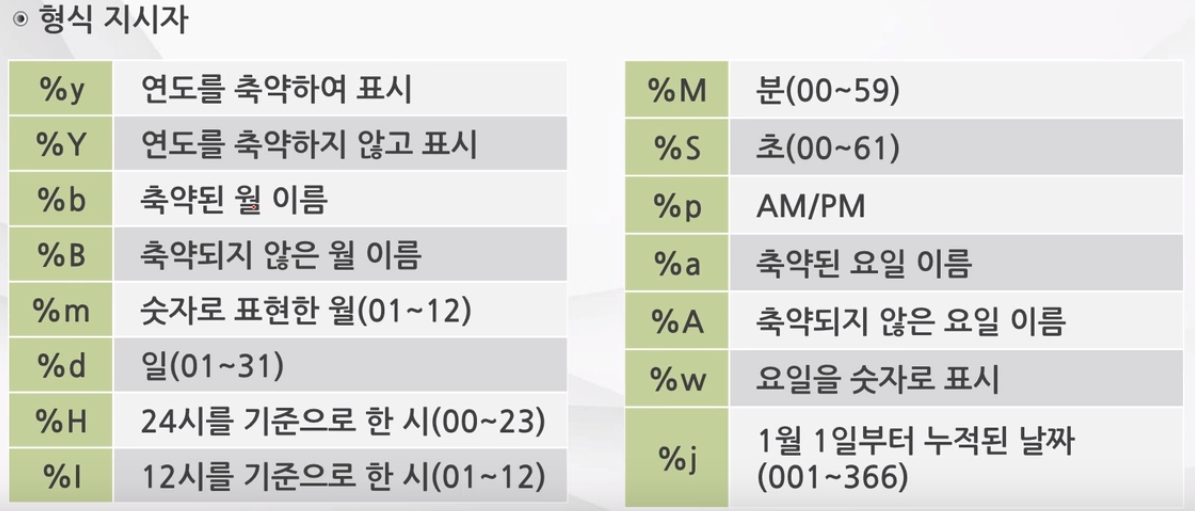 형식 지시자
%y 연도를 축약하여 표시
%Y 연도를 축약하지 않고 표시
%b 축약된 월 이름
%B 축약되지 않은 월 이름
%m 숫자로 표현한 월(01~12)
%d 일(01~31)
%H 24시를 기준으로 한 시(00~23)
%I 12시를 기준으로 한 시(01~12)
%M 분(00~59)
%S 초(00~61)
%p AM/PM
%a 축약된 요일 이름
%A 축약되지 않은 요일 이름
%w 요일을 숫자로 표시
%j 1월 1일부터 누적된 날짜
(001~366)